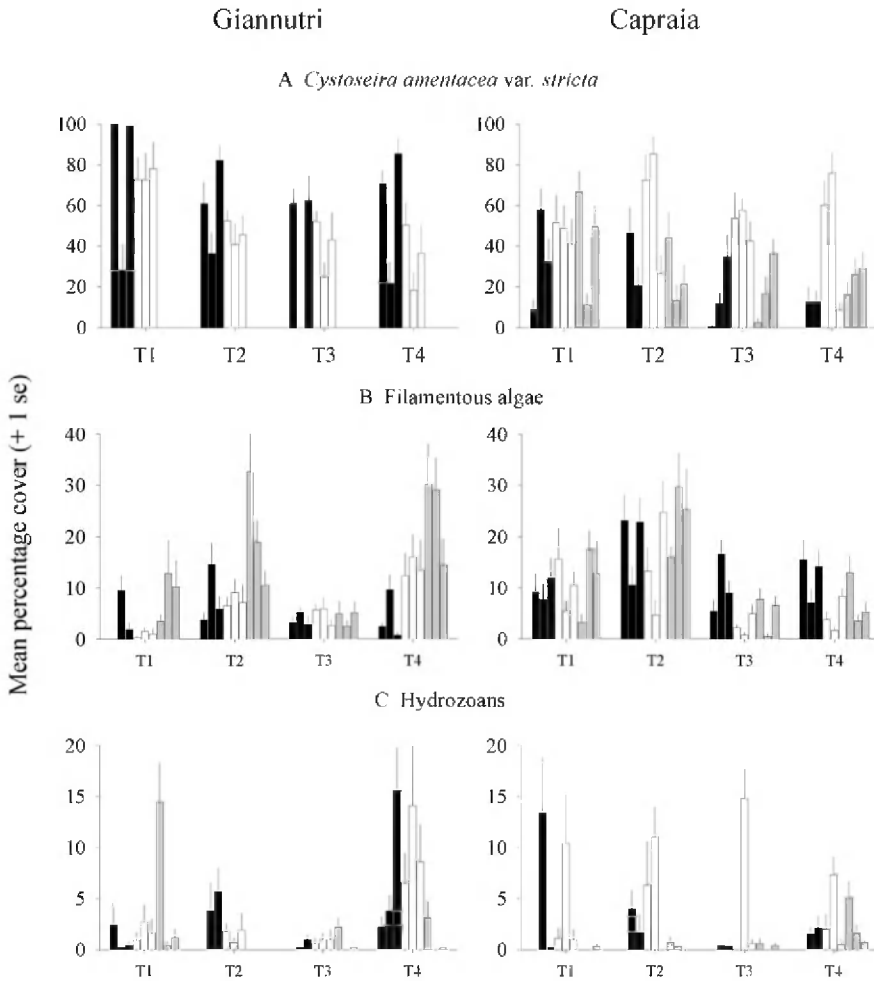 Giannutri Capraia
A Cystoseira amentacea var. stricta
100 100
80 80
60 60
40 40
20 20
0 0
T1 T2 T3 T4 T1 T2 T3 T4
B Filamentous algae
40 40
30 30
20 20
10 10
0 0
T1 T2 T3 T4 T1 T2 T3 T4
C Hydrozoans
20 20
15 15
10 10
5 5
0 0
T1 T2 T3 T4 T1 T2 T3 T4
Mean percentage cover (+ 1 se)